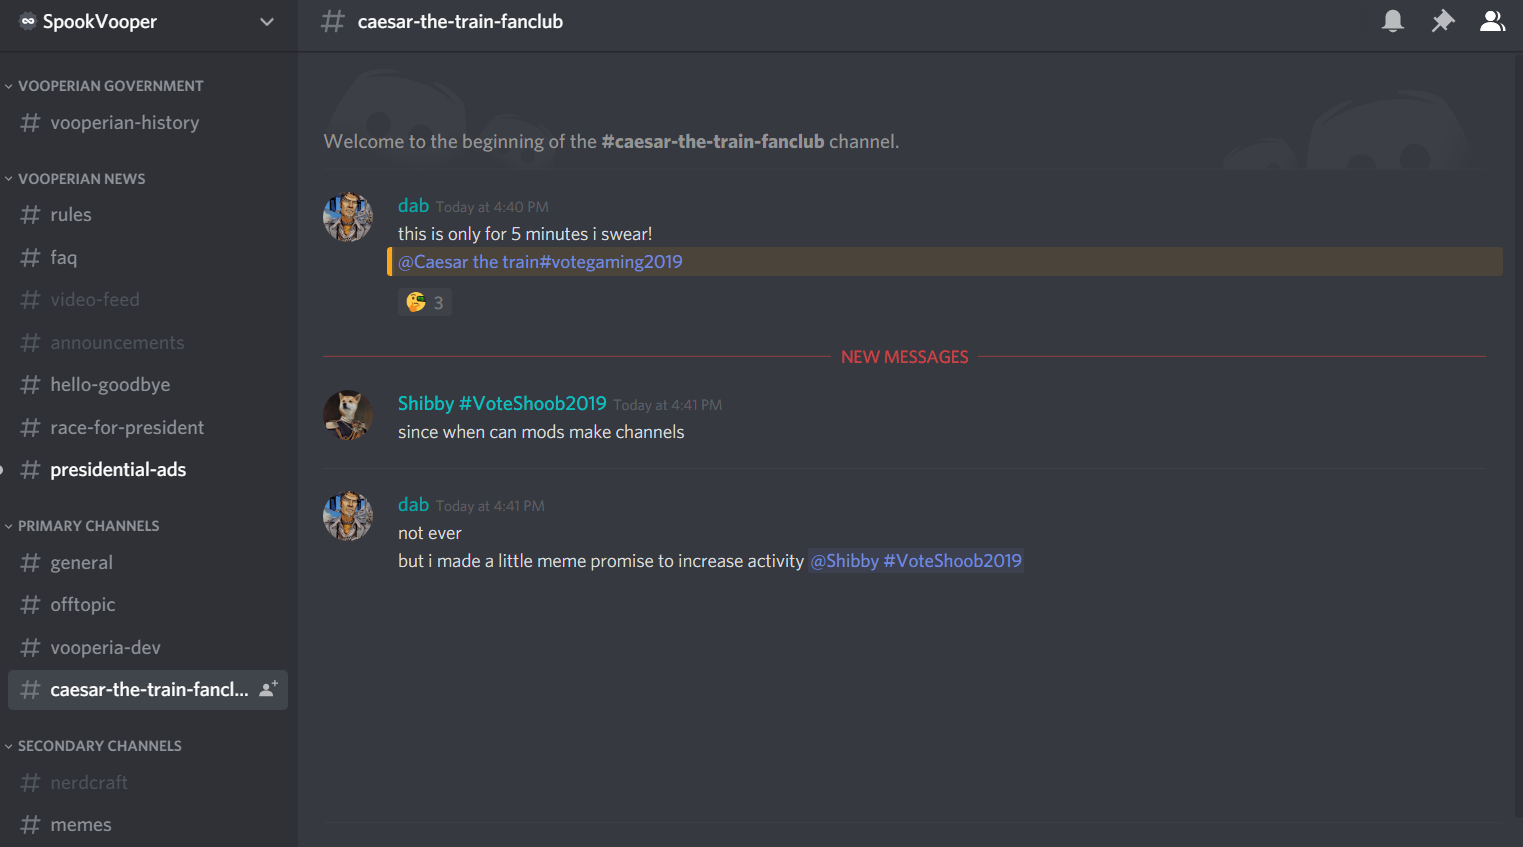 SpookVooper
VOOPERIAN GOVERNMENT
vooperian-history
VOOPERIAN NEWS
rules
faq
video-feed
announcements
hello-goodbye
race-for-president
presidential-ads
PRIMARY CHANNELS
general
offtopic
vooperia-dev
caesar-the-train-fancl...
SECONDARY CHANNELS
nerdcraft
memes
caesar-the-train-fanclub
Welcome to the beginning of the #caesar-the-train-fanclub channel.
dab Today at 4:40 PM
this is only for 5 minutes i swear!
@Caesar the train#votegaming2019
3
NEW MESSAGES
Shibby #VoteShoob2019 Today at 4:41 PM
since when can mods make channels
dab Today at 4:41 PM
not ever
but i made a little meme promise to increase activity @Shibby #VoteShoob2019